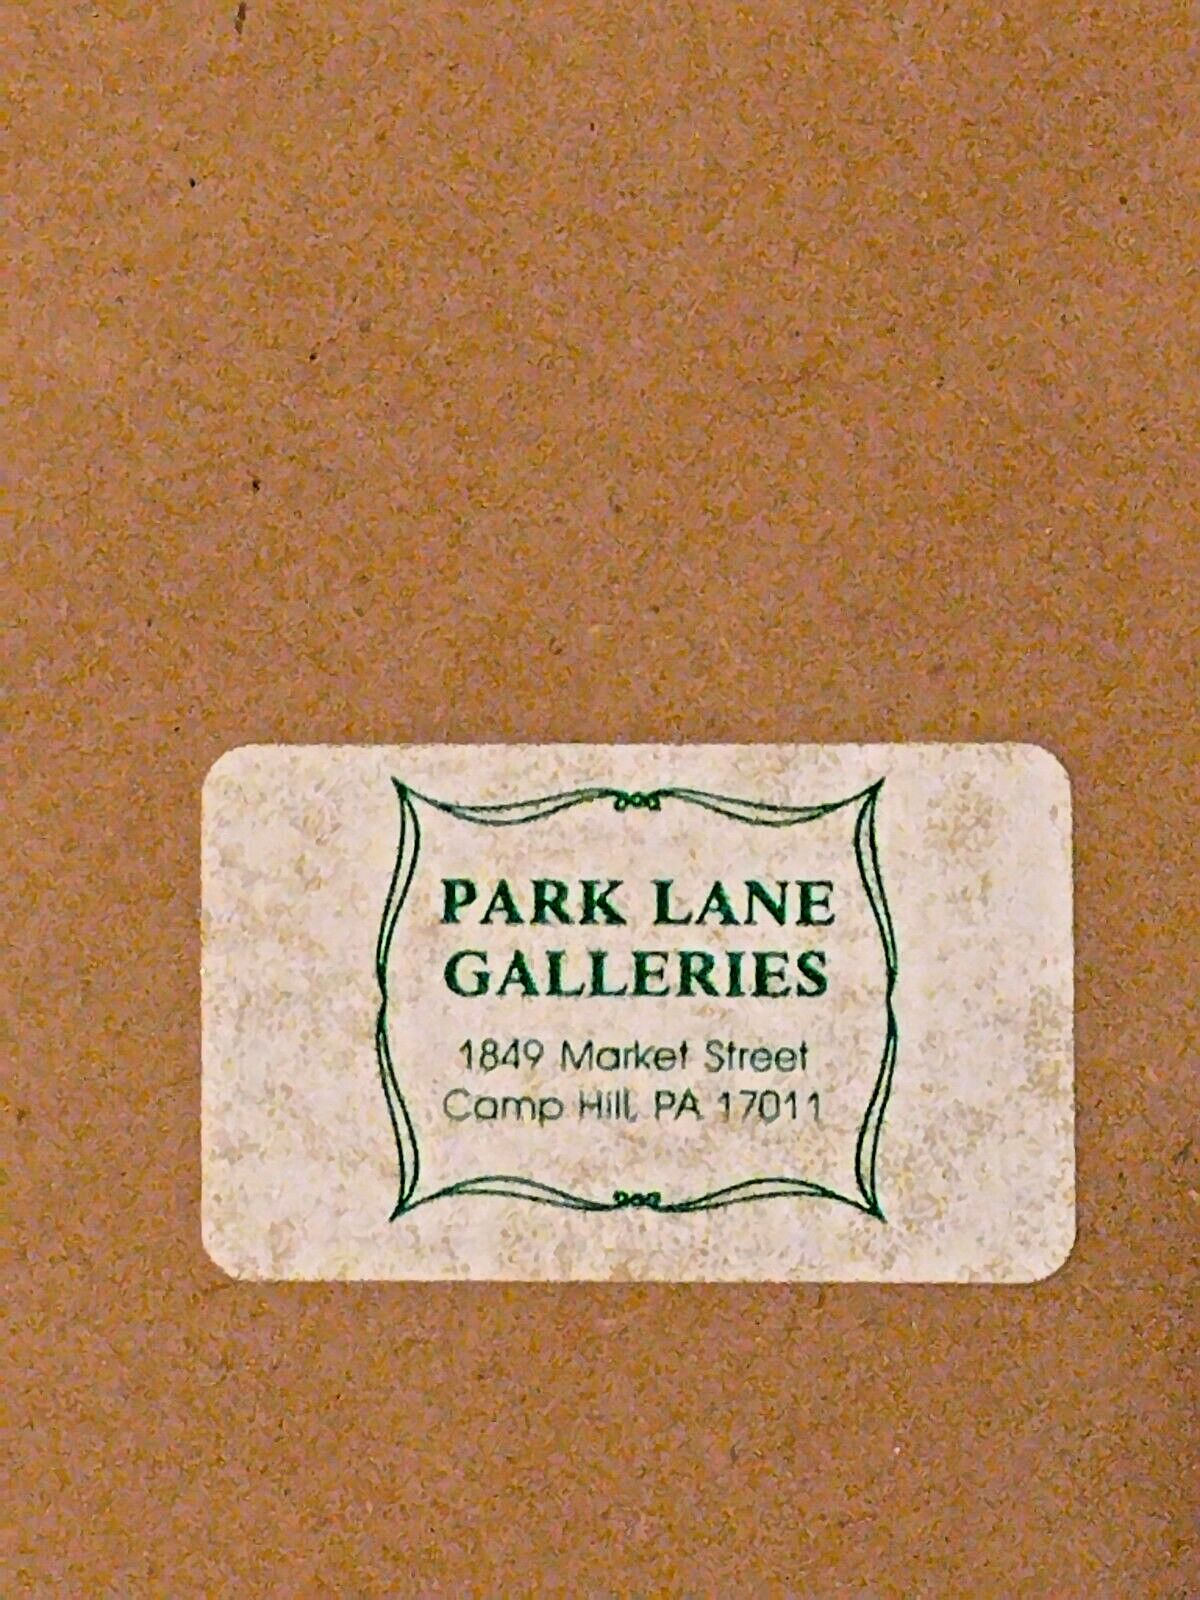 PARK LANE
GALLERIES
1849 Market Street
Camp Hill, PA 17011